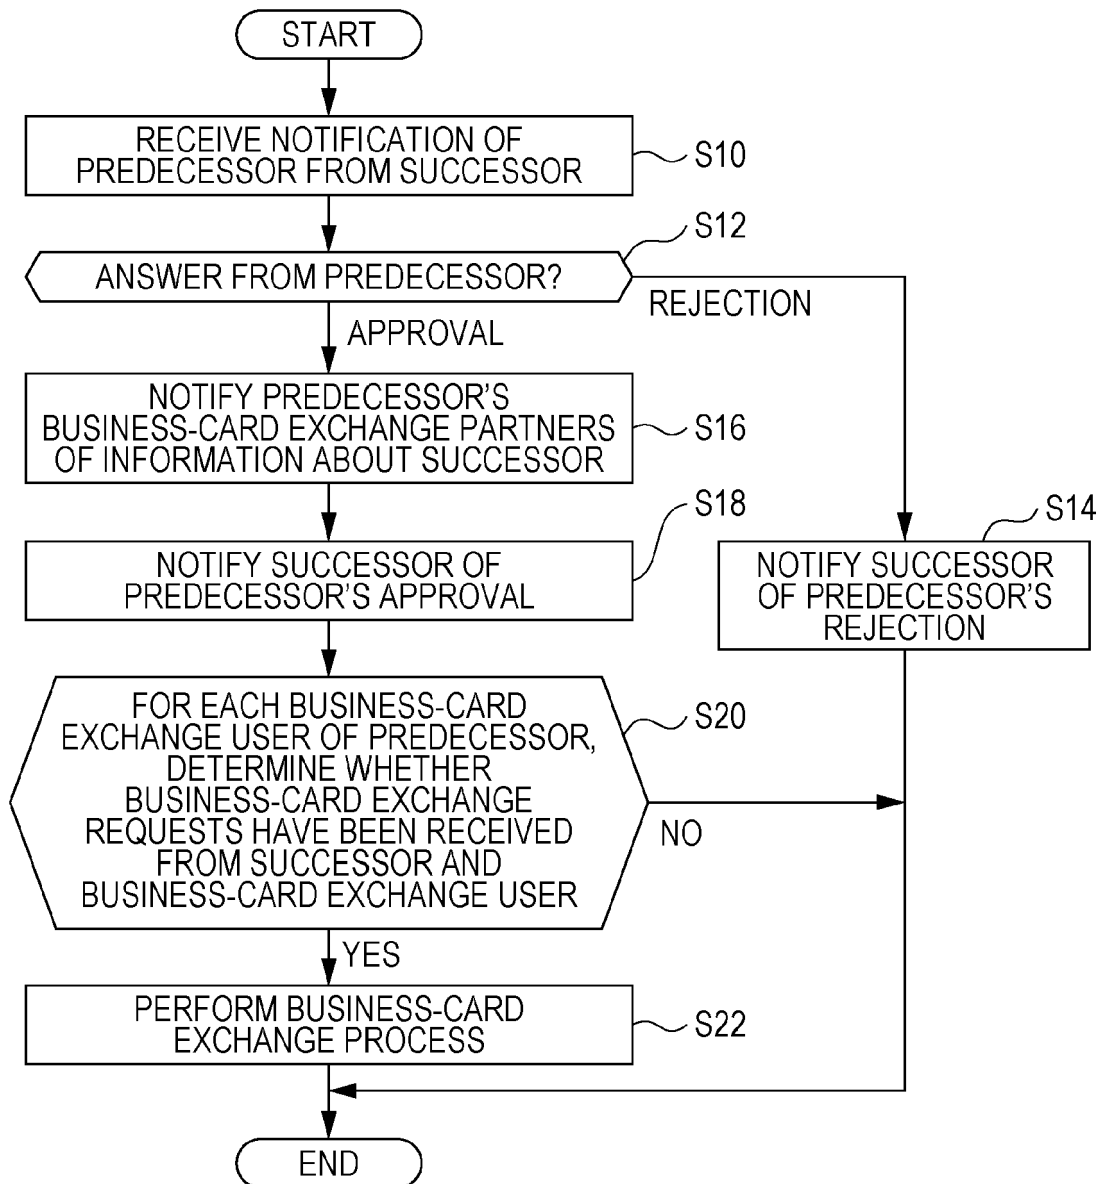 START
RECEIVE NOTIFICATION OF
PREDECESSOR FROM SUCCESSOR
S10
S12
ANSWER FROM PREDECESSOR?
REJECTION
APPROVAL
NOTIFY PREDECESSOR'S
BUSINESS-CARD EXCHANGE PARTNERS
OF INFORMATION ABOUT SUCCESSOR
S16
S18
NOTIFY SUCCESSOR OF
PREDECESSOR'S APPROVAL
S14
NOTIFY SUCCESSOR
OF PREDECESSOR'S
REJECTION
FOR EACH BUSINESS-CARD
EXCHANGE USER OF PREDECESSOR,
DETERMINE WHETHER
BUSINESS-CARD EXCHANGE
REQUESTS HAVE BEEN RECEIVED
FROM SUCCESSOR AND
BUSINESS-CARD EXCHANGE USER
S20
NO
YES
PERFORM BUSINESS-CARD
EXCHANGE PROCESS
S22
END